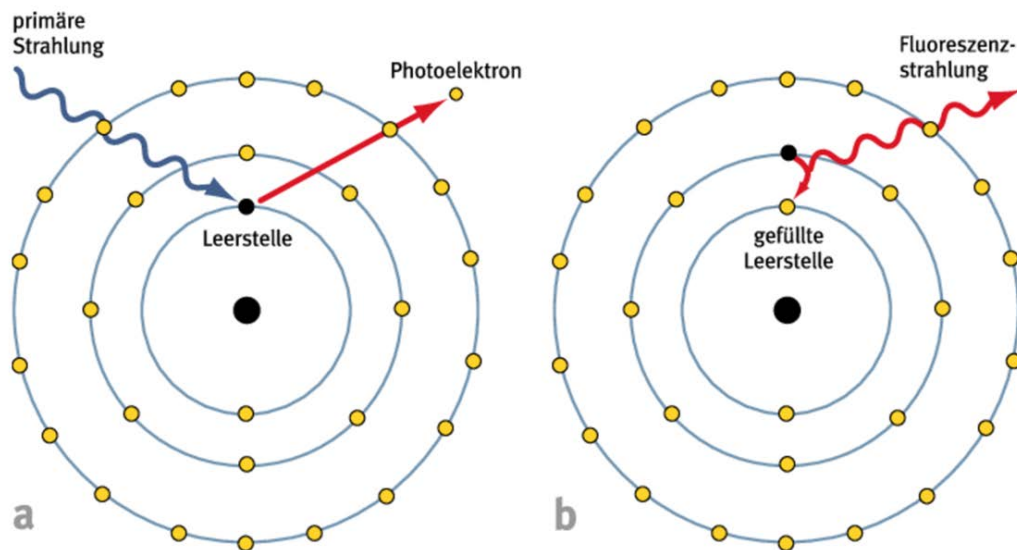 primäre
Strahlung
Photoelektron
Leerstelle
a
Fluoreszenz-
strahlung
gefüllte
Leerstelle
b